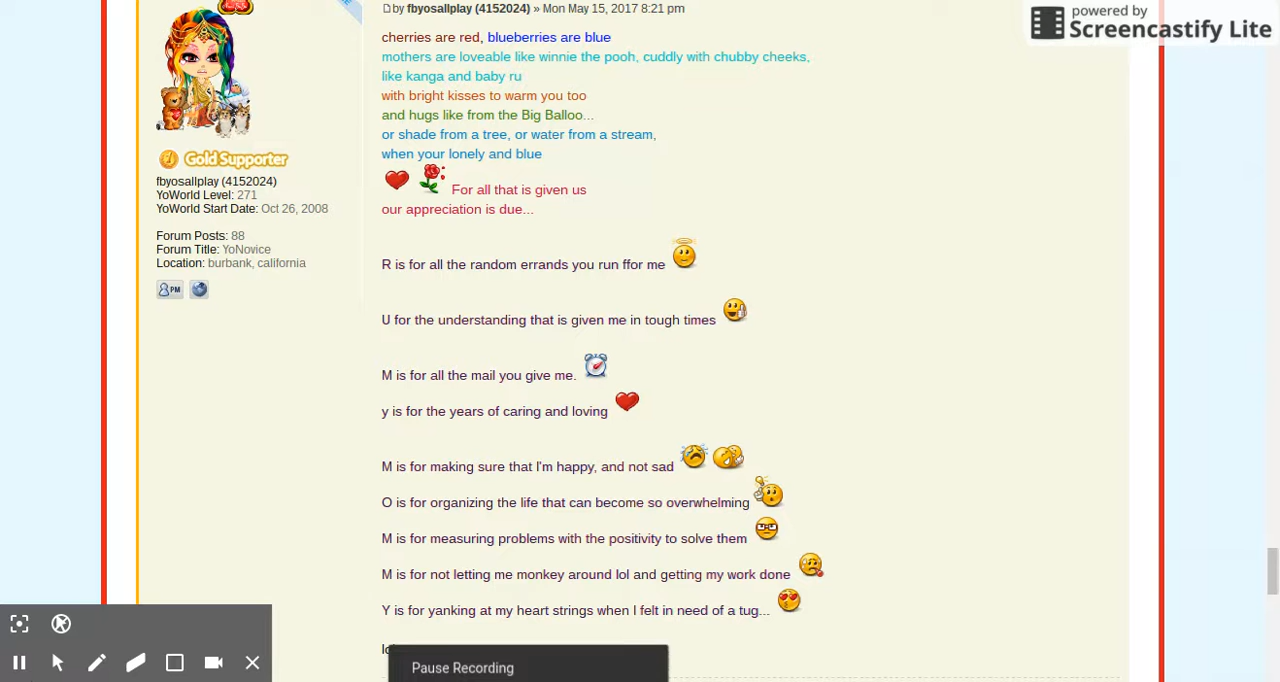 powered by
Screencastify Lite
by fbyosallplay (4152024) » Mon May 15, 2017 8:21 pm
cherries are red, blueberries are blue
mothers are loveable like winnie the pooh, cuddly with chubby cheeks,
like kanga and baby ru
with bright kisses to warm you too
and hugs like from the Big Balloo...
or shade from a tree, or water from a stream,
when your lonely and blue
For all that is given us
our appreciation is due...
R is for all the random errands you run ffor me
U for the understanding that is given me in tough times
M is for all the mail you give me.
y is for the years of caring and loving
M is for making sure that I'm happy, and not sad
O is for organizing the life that can become so overwhelming
M is for measuring problems with the positivity to solve them
M is for not letting me monkey around lol and getting my work done
Y is for yanking at my heart strings when I felt in need of a tug...
Gold Supporter
fbyosallplay (4152024)
YoWorld Level: 271
YoWorld Start Date: Oct 26, 2008
Forum Posts: 88
Forum Title: YoNovice
Location: burbank, california
PM
Pause Recording